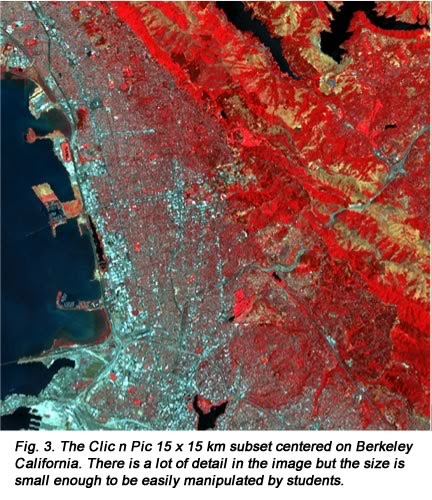 Fig. 3. The Clic n Pic 15 x 15 km subset centered on Berkeley
California. There is a lot of detail in the image but the size is
small enough to be easily manipulated by students.